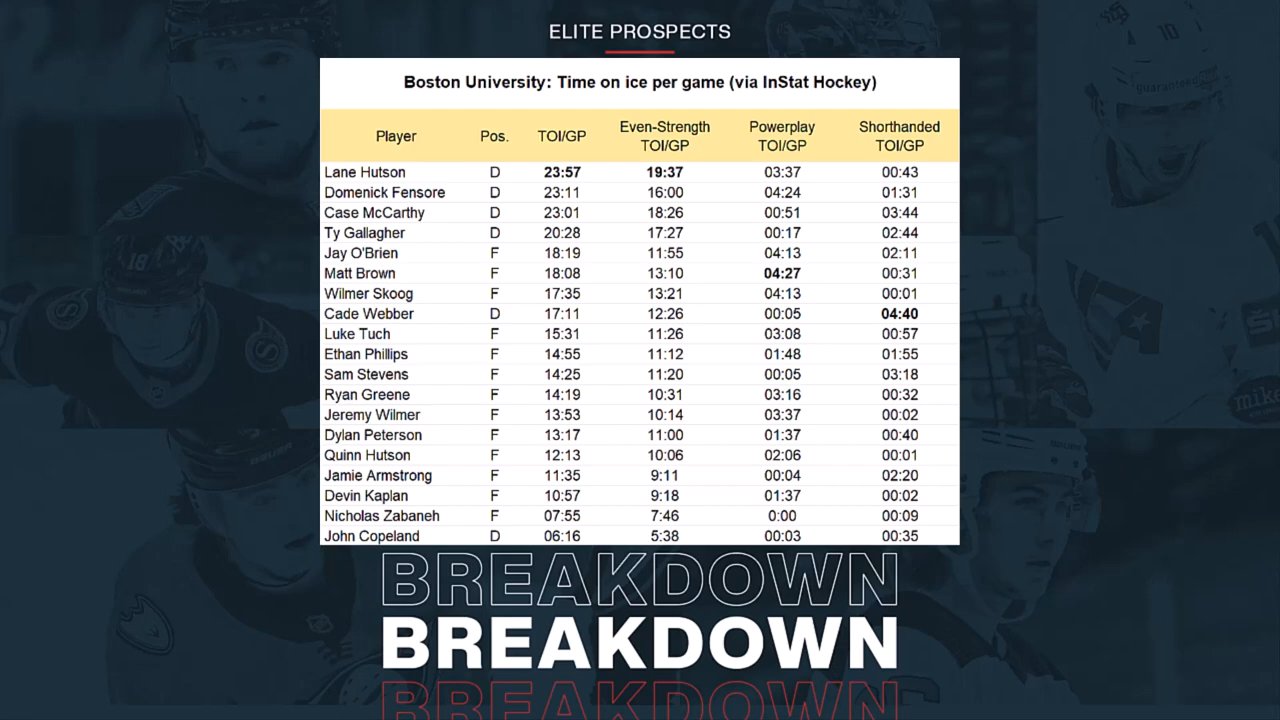 ELITE PROSPECTS
Boston University: Time on ice per game (via InStat Hockey)
Player Pos. TOI/GP Even-Strength TOI/GP Powerplay TOI/GP Shorthanded TOI/GP
Lane Hutson D 23:57 19:37 03:37 00:43
Domenick Fensore D 23:11 16:00 04:24 01:31
Case McCarthy D 23:01 18:26 00:51 03:44
Ty Gallagher D 20:28 17:27 00:17 02:44
Jay O'Brien F 18:19 11:55 04:13 02:11
Matt Brown F 18:08 13:10 04:27 00:31
Wilmer Skoog F 17:35 13:21 04:13 00:01
Cade Webber D 17:11 12:26 00:05 04:40
Luke Tuch F 15:31 11:26 03:08 00:57
Ethan Phillips F 14:55 11:12 01:48 01:55
Sam Stevens F 14:25 11:20 00:05 03:18
Ryan Greene F 14:19 10:31 03:16 00:32
Jeremy Wilmer F 13:53 10:14 03:37 00:02
Dylan Peterson F 13:17 11:00 01:37 00:40
Quinn Hutson F 12:13 10:06 02:06 00:01
Jamie Armstrong F 11:35 9:11 00:04 02:20
Devin Kaplan F 10:57 9:18 01:37 00:02
Nicholas Zabaneh F 07:55 7:46 0:00 00:09
John Copeland D 06:16 5:38 00:03 00:35
BREAKDOWN
BREAKDOWN
BREAKDOWN
10
guaranteed
18
mike